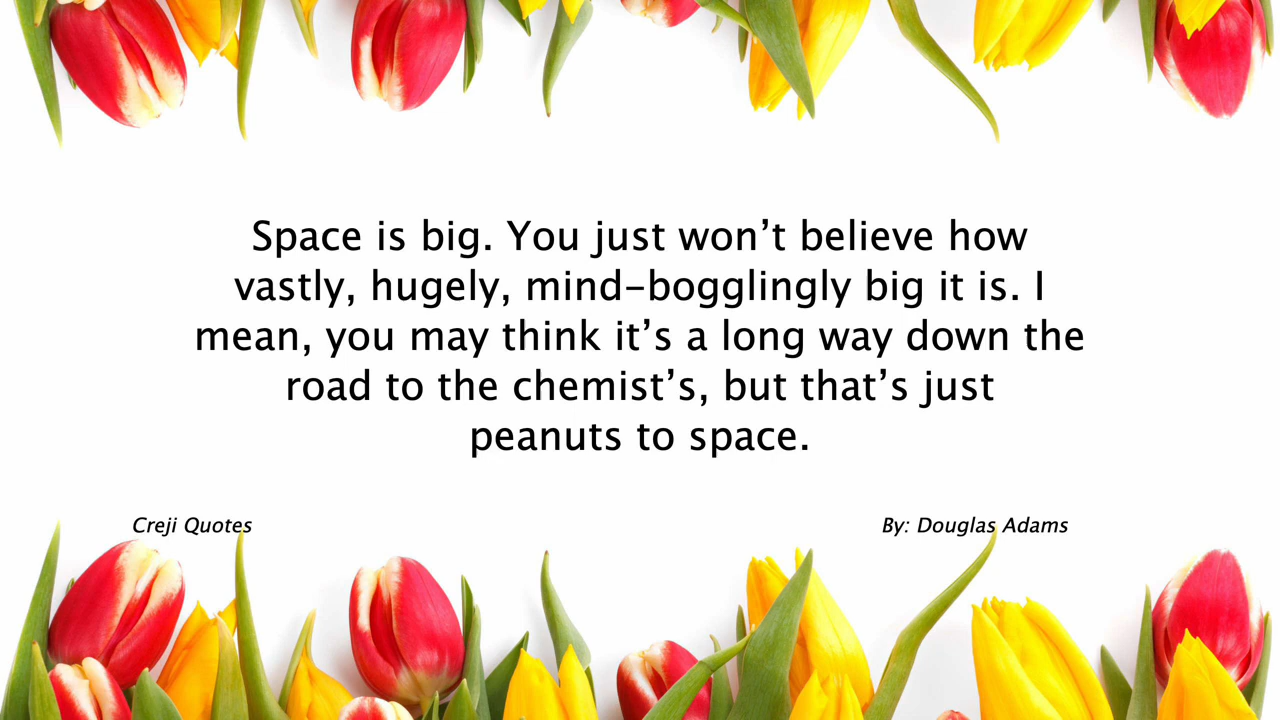 Space is big. You just won’t believe how
vastly, hugely, mind-bogglingly big it is. I
mean, you may think it’s a long way down the
road to the chemist’s, but that’s just
peanuts to space.
Creji Quotes
By: Douglas Adams